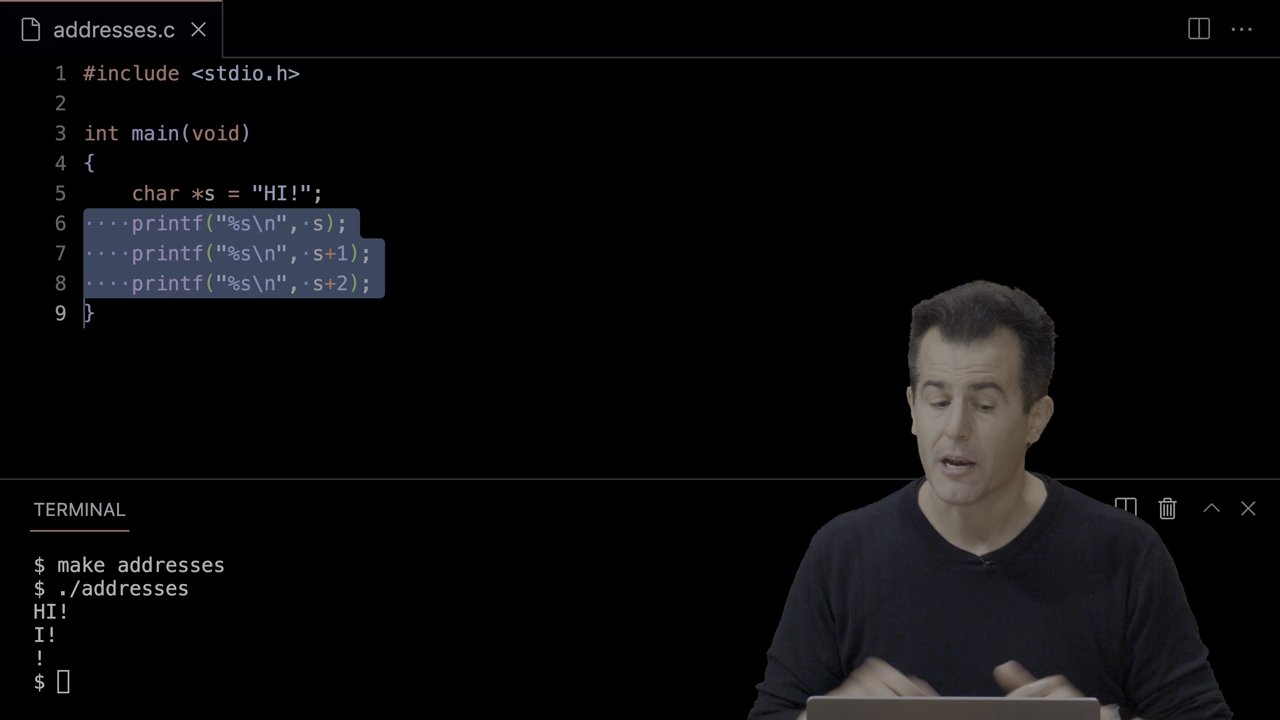 addresses.c
1 #include <stdio.h>
2
3 int main(void)
4 {
5     char *s = "HI!";
6 ····printf("%s\n",·s);
7 ····printf("%s\n",·s+1);
8 ····printf("%s\n",·s+2);
9 }
TERMINAL
$ make addresses
$ ./addresses
HI!
I!
!
$